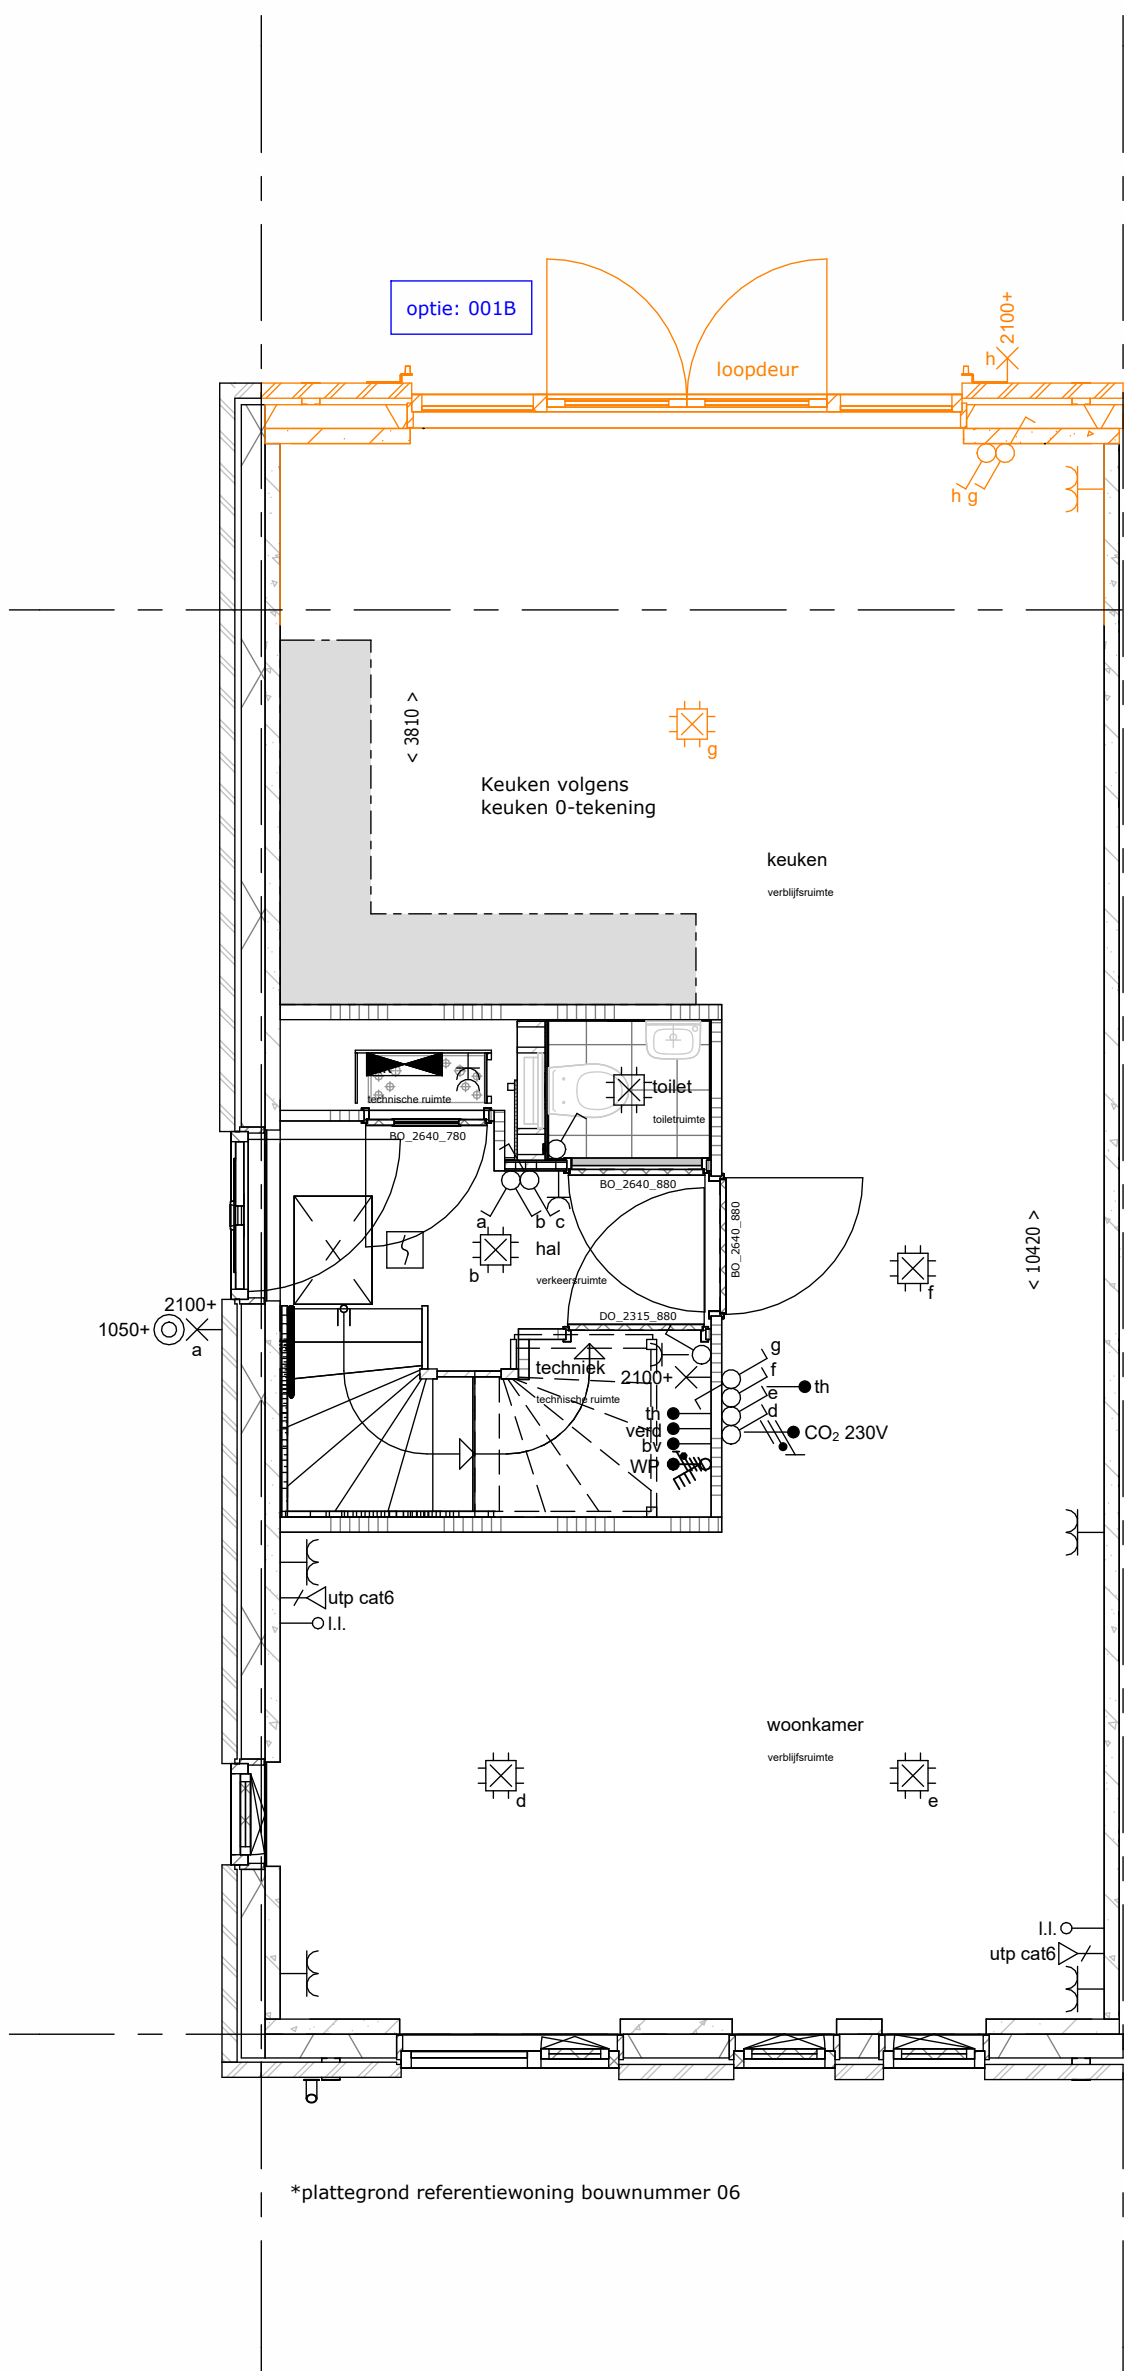 optie: 001B
loopdeur
h
2100+
h g
< 3810 >
g
Keuken volgens
keuken 0-tekening
keuken
verblijfsruimte
technische ruimte
toilet
toiletruimte
BO_2640_780
BO_2640_880
BO_2640_880
a
b
c
b
hal
verkeersruimte
f
< 10420 >
2100+
1050+
a
DO_2315_880
techniek
technische ruimte
2100+
g
f
e
d
th
th
verd
bv
WP
CO₂ 230V
utp cat6
l.l.
woonkamer
verblijfsruimte
d
e
l.l.
utp cat6
*plattegrond referentiewoning bouwnummer 06